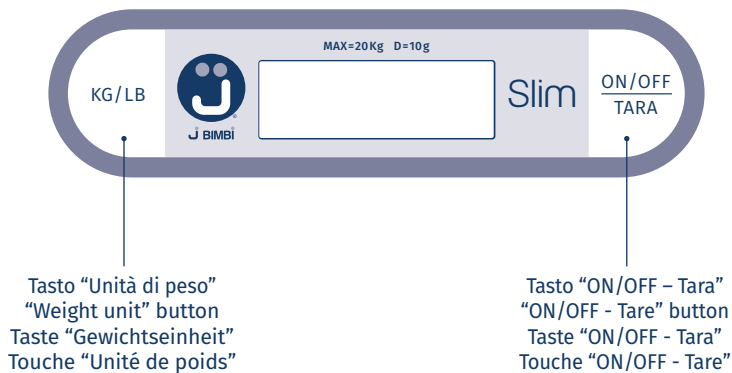 MAX=20Kg D=10g
KG/LB
J BIMBI
Slim
ON/OFF
TARA
Tasto “Unità di peso”
“Weight unit” button
Taste “Gewichtseinheit”
Touche “Unité de poids”
Tasto “ON/OFF – Tara”
“ON/OFF - Tare” button
Taste “ON/OFF - Tara”
Touche “ON/OFF - Tare”